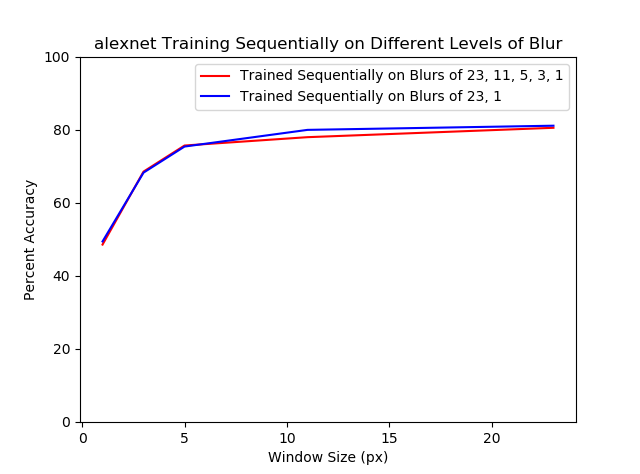 alexnet Training Sequentially on Different Levels of Blur
Trained Sequentially on Blurs of 23, 11, 5, 3, 1
Trained Sequentially on Blurs of 23, 1
Percent Accuracy
100
80
60
40
20
0
0 5 10 15 20
Window Size (px)